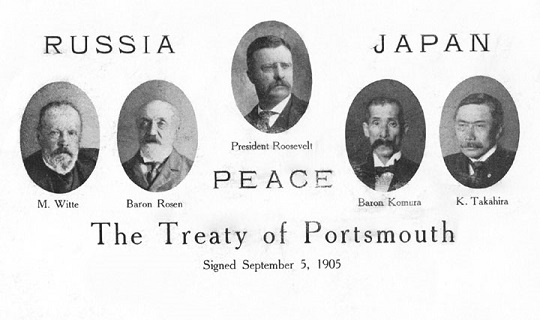 RUSSIA
JAPAN
President Roosevelt
PEACE
M. Witte
Baron Rosen
Baron Komura
K. Takahira
The Treaty of Portsmouth
Signed September 5, 1905